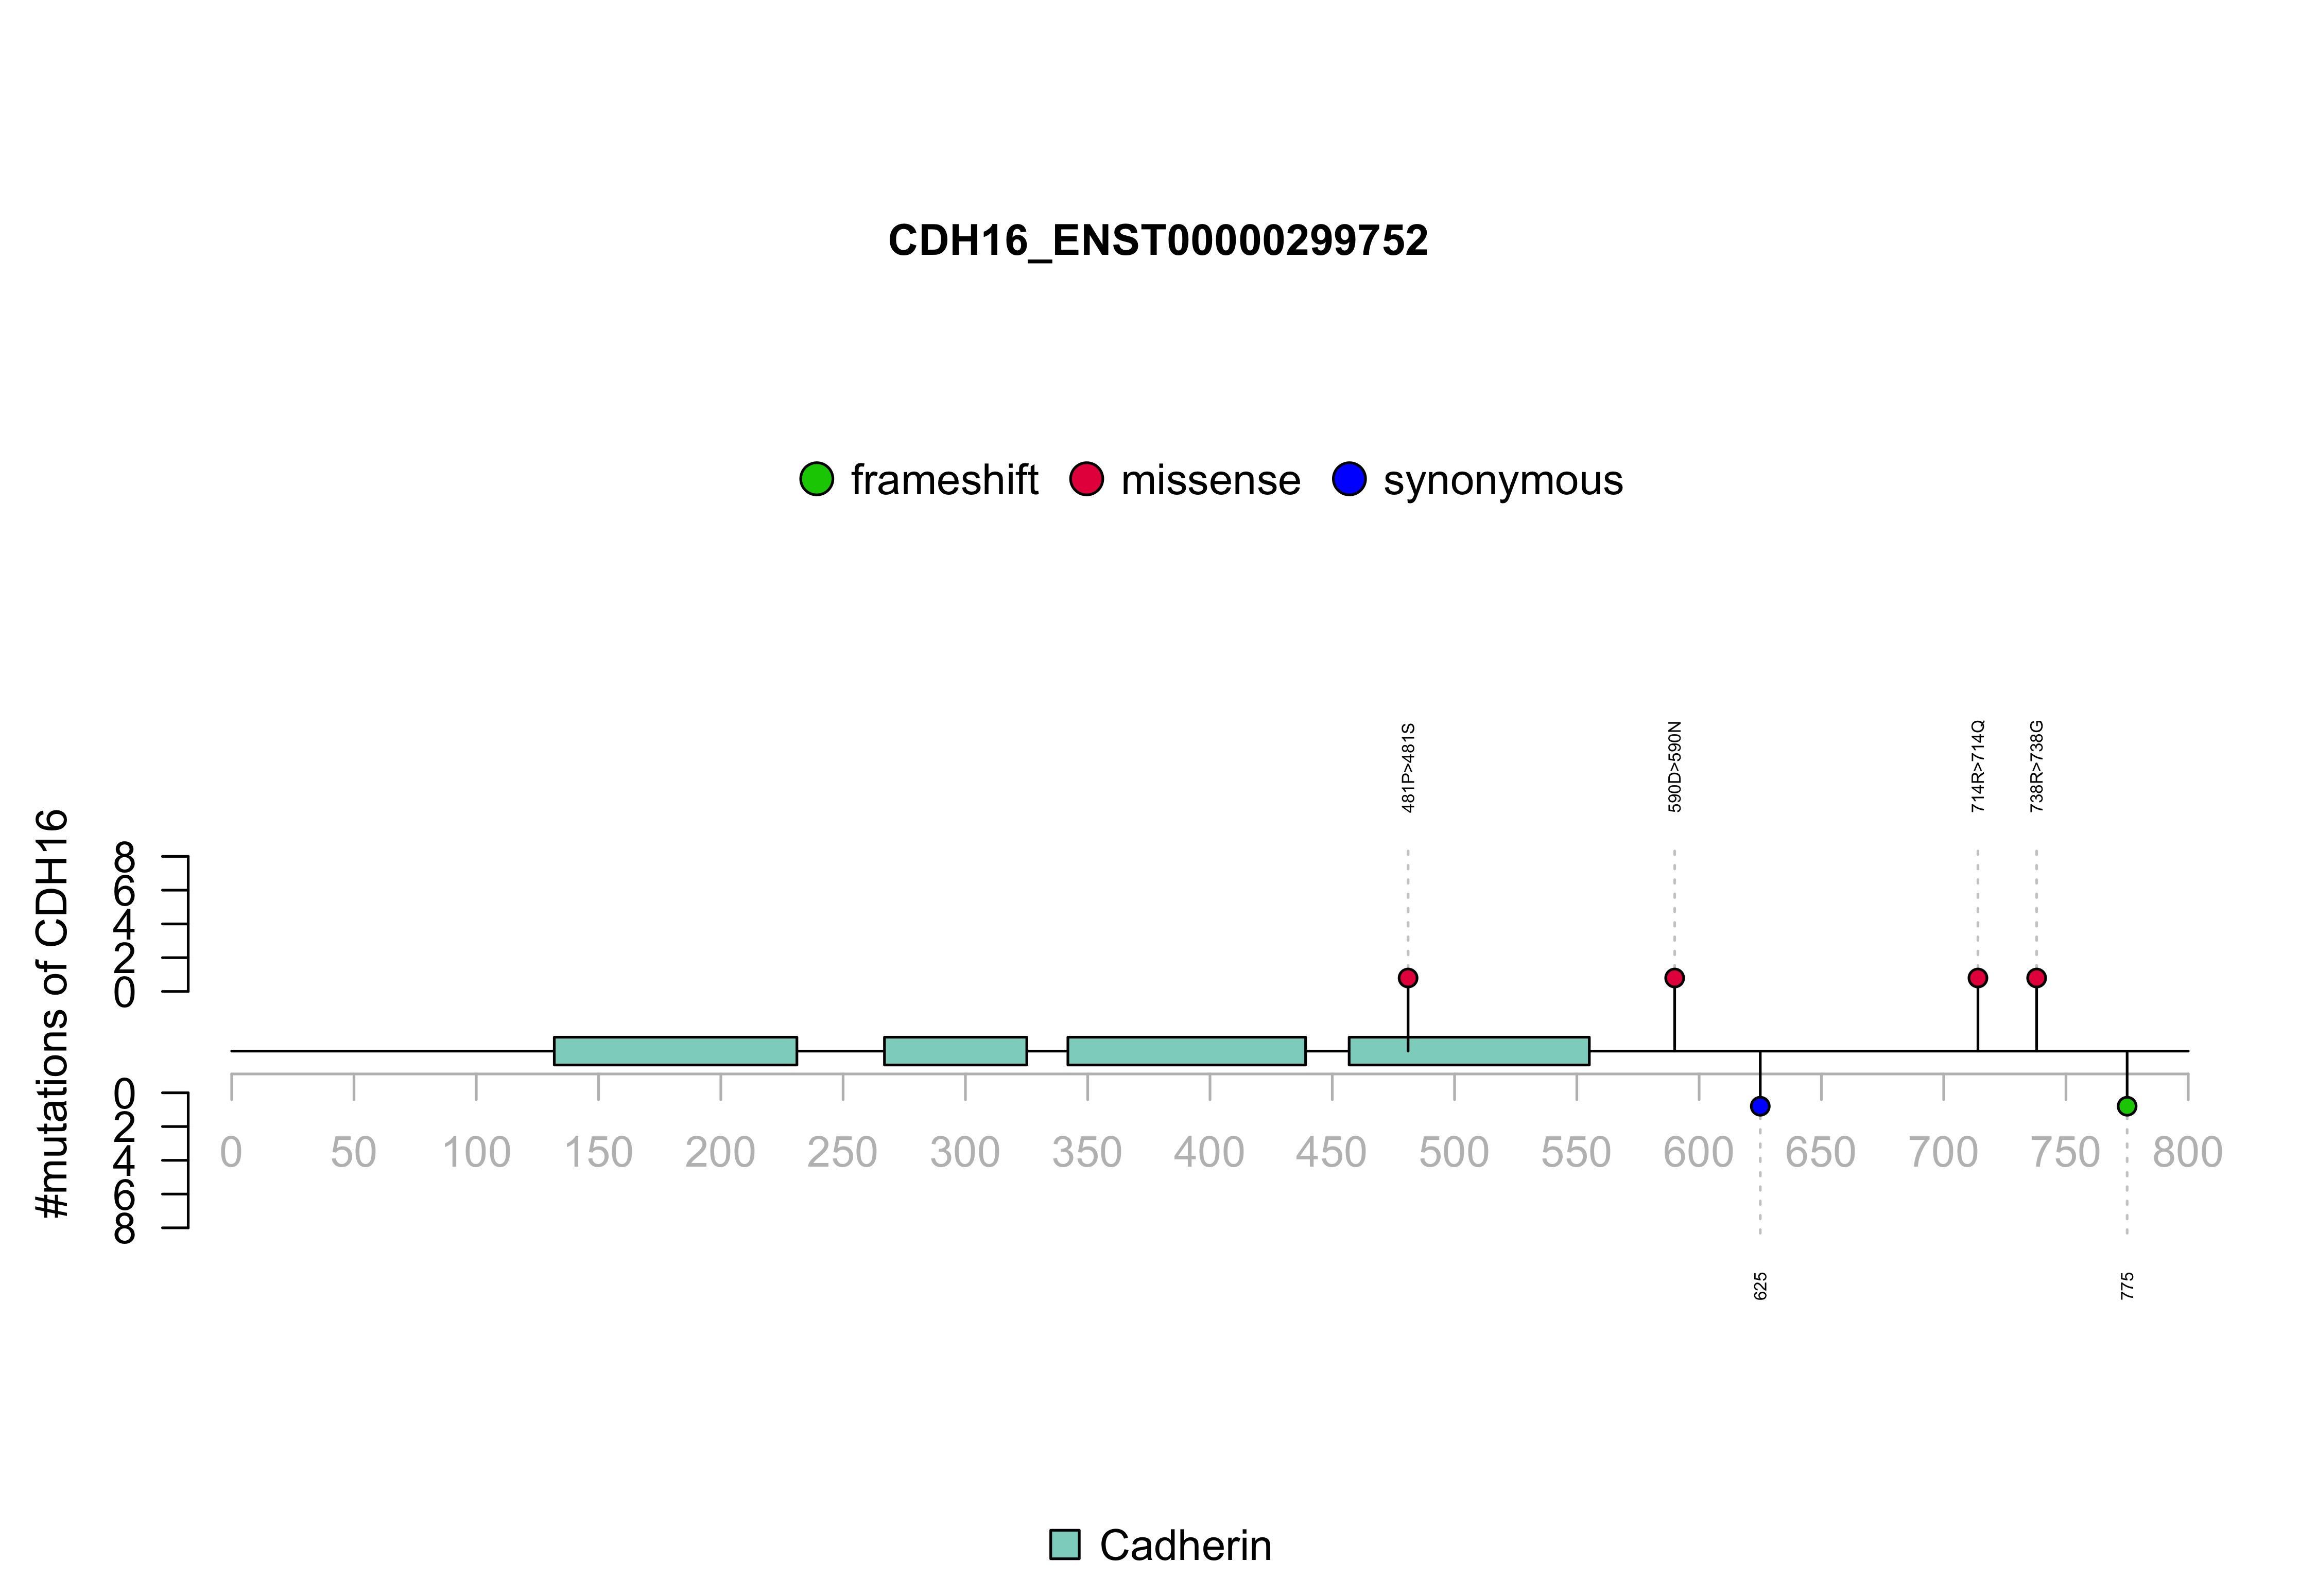 CDH16_ENST00000299752
frameshift missense synonymous
481P>481S 590D>590N 714R>714Q 738R>738G
#mutations of CDH16
8
6
4
2
0
0
2
4
6
8
0 50 100 150 200 250 300 350 400 450 500 550 600 650 700 750 800
625 775
Cadherin